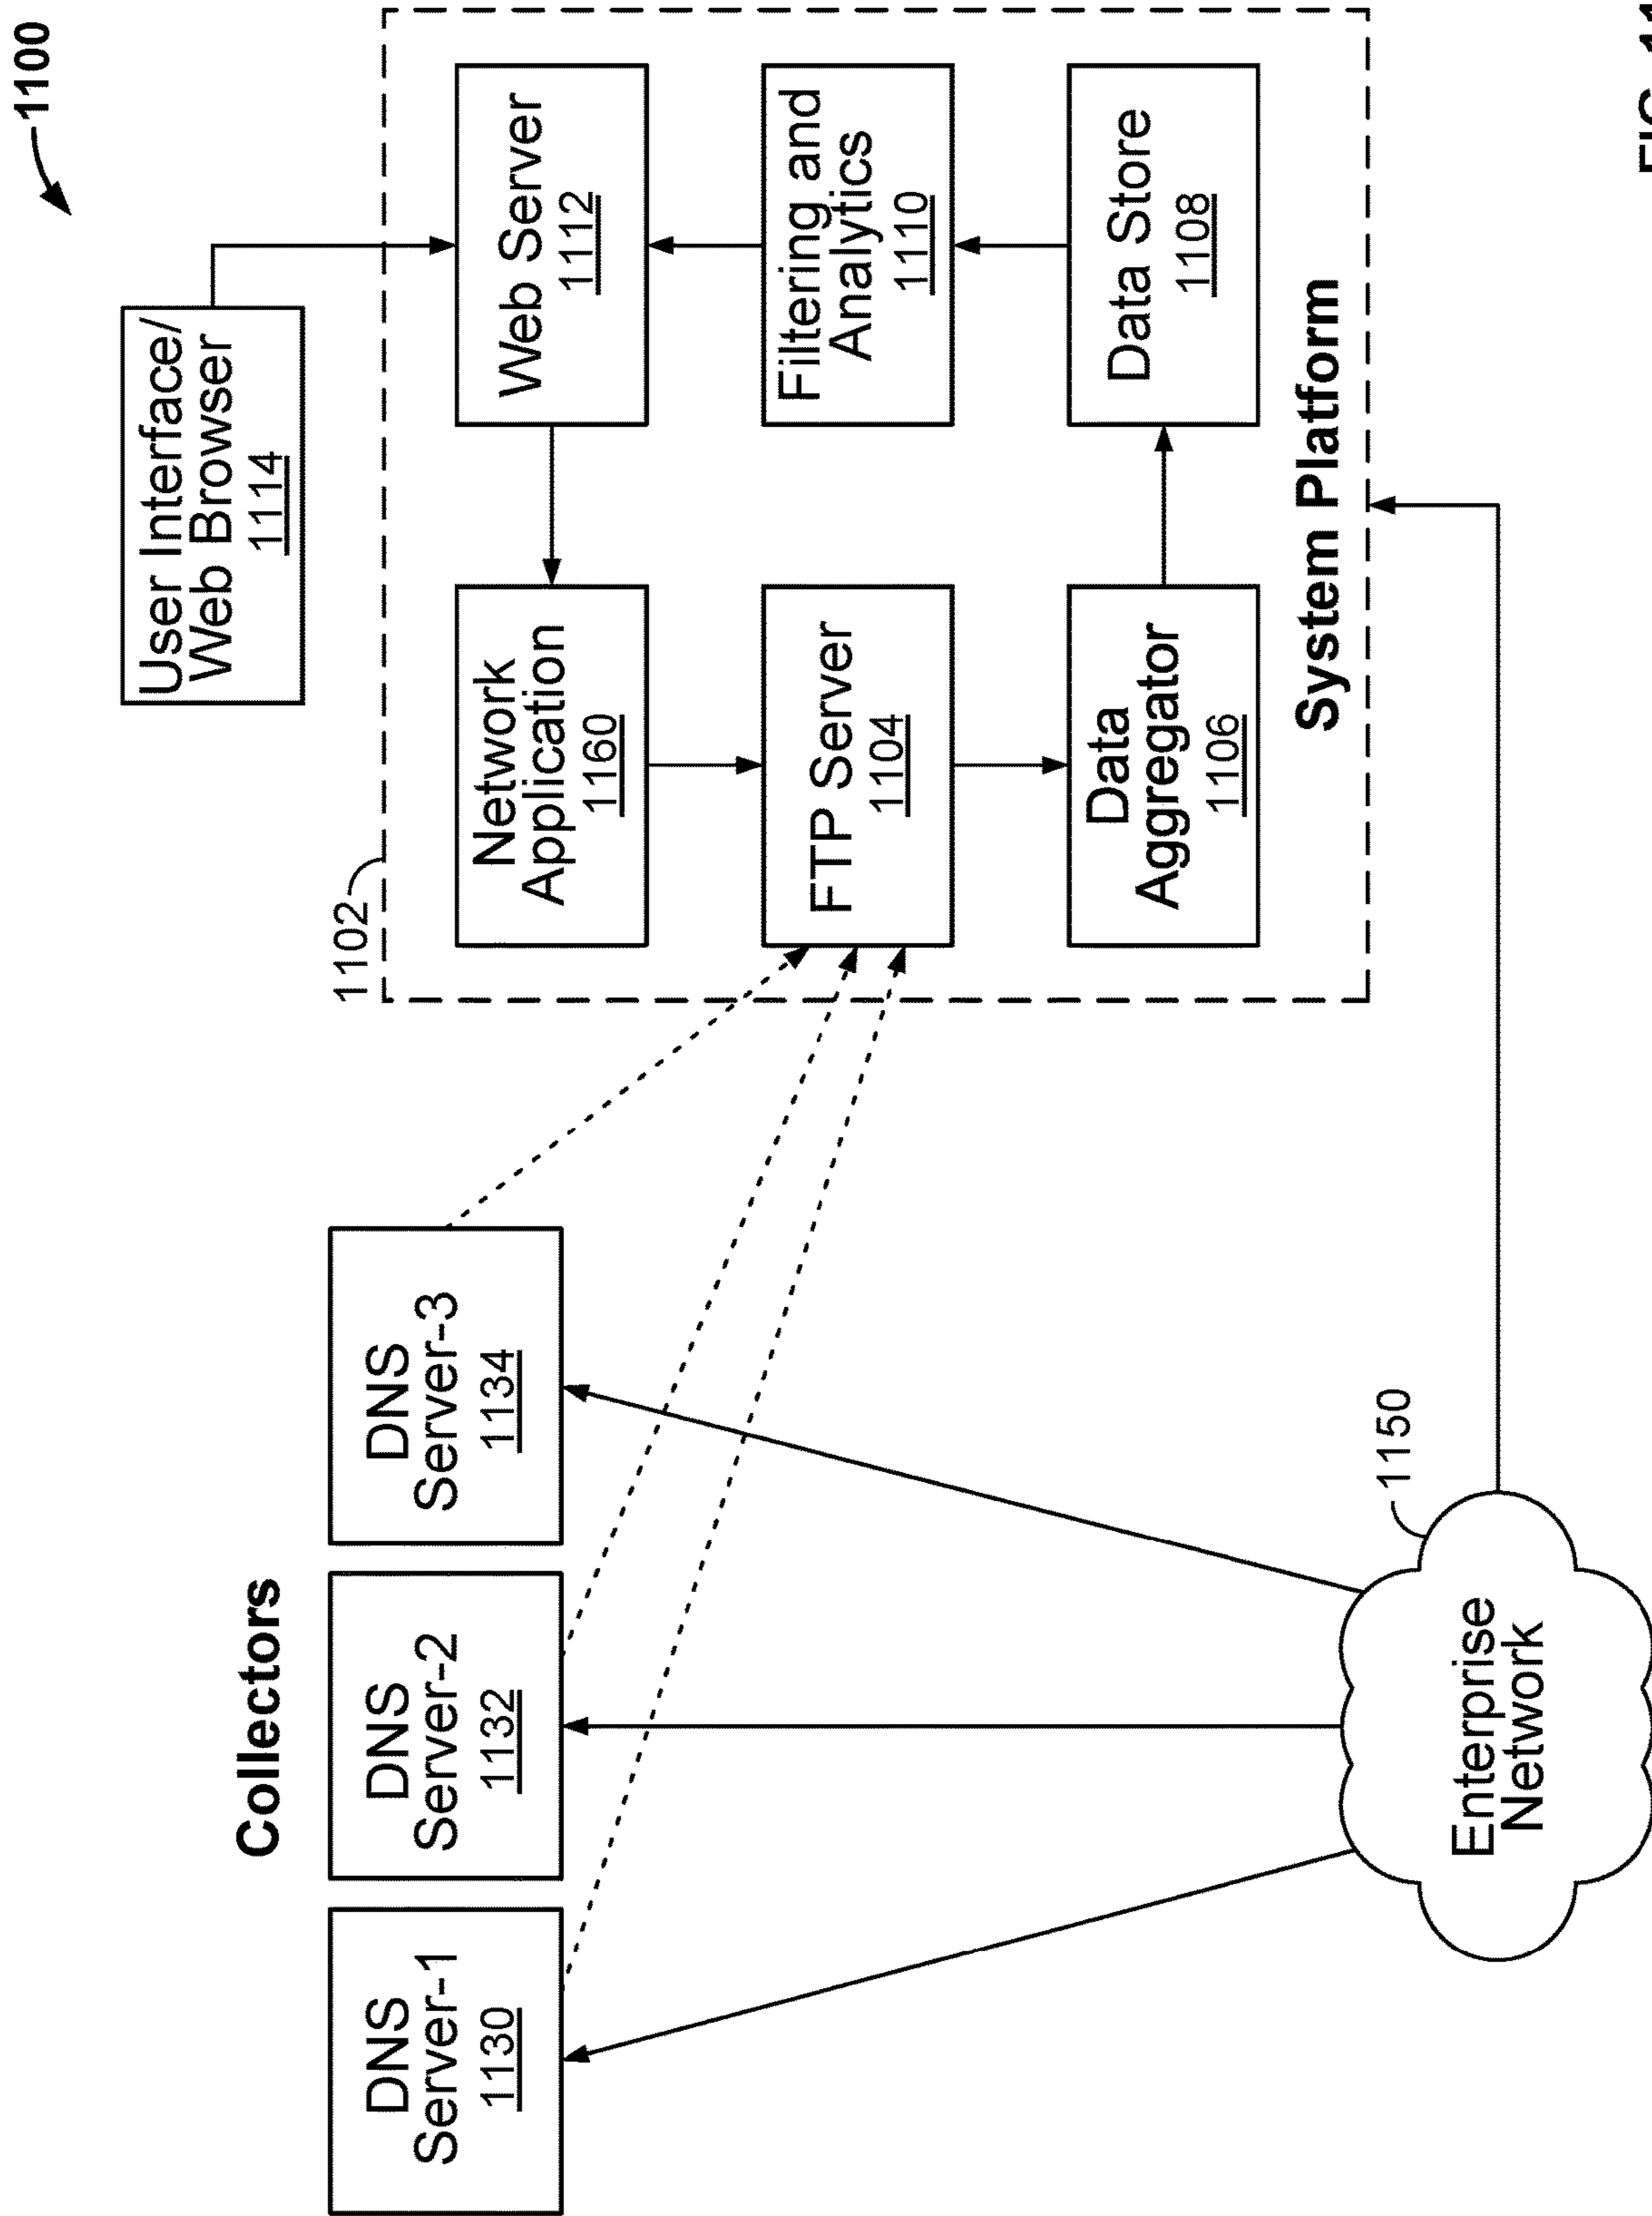 1100
User Interface/
Web Browser
1114
Collectors
1102
DNS
Server-1
1130
DNS
Server-2
1132
DNS
Server-3
1134
Network
Application
1160
Web Server
1112
FTP Server
1104
Filtering and
Analytics
1110
Data
Aggregator
1106
Data Store
1108
System Platform
1150
Enterprise
Network